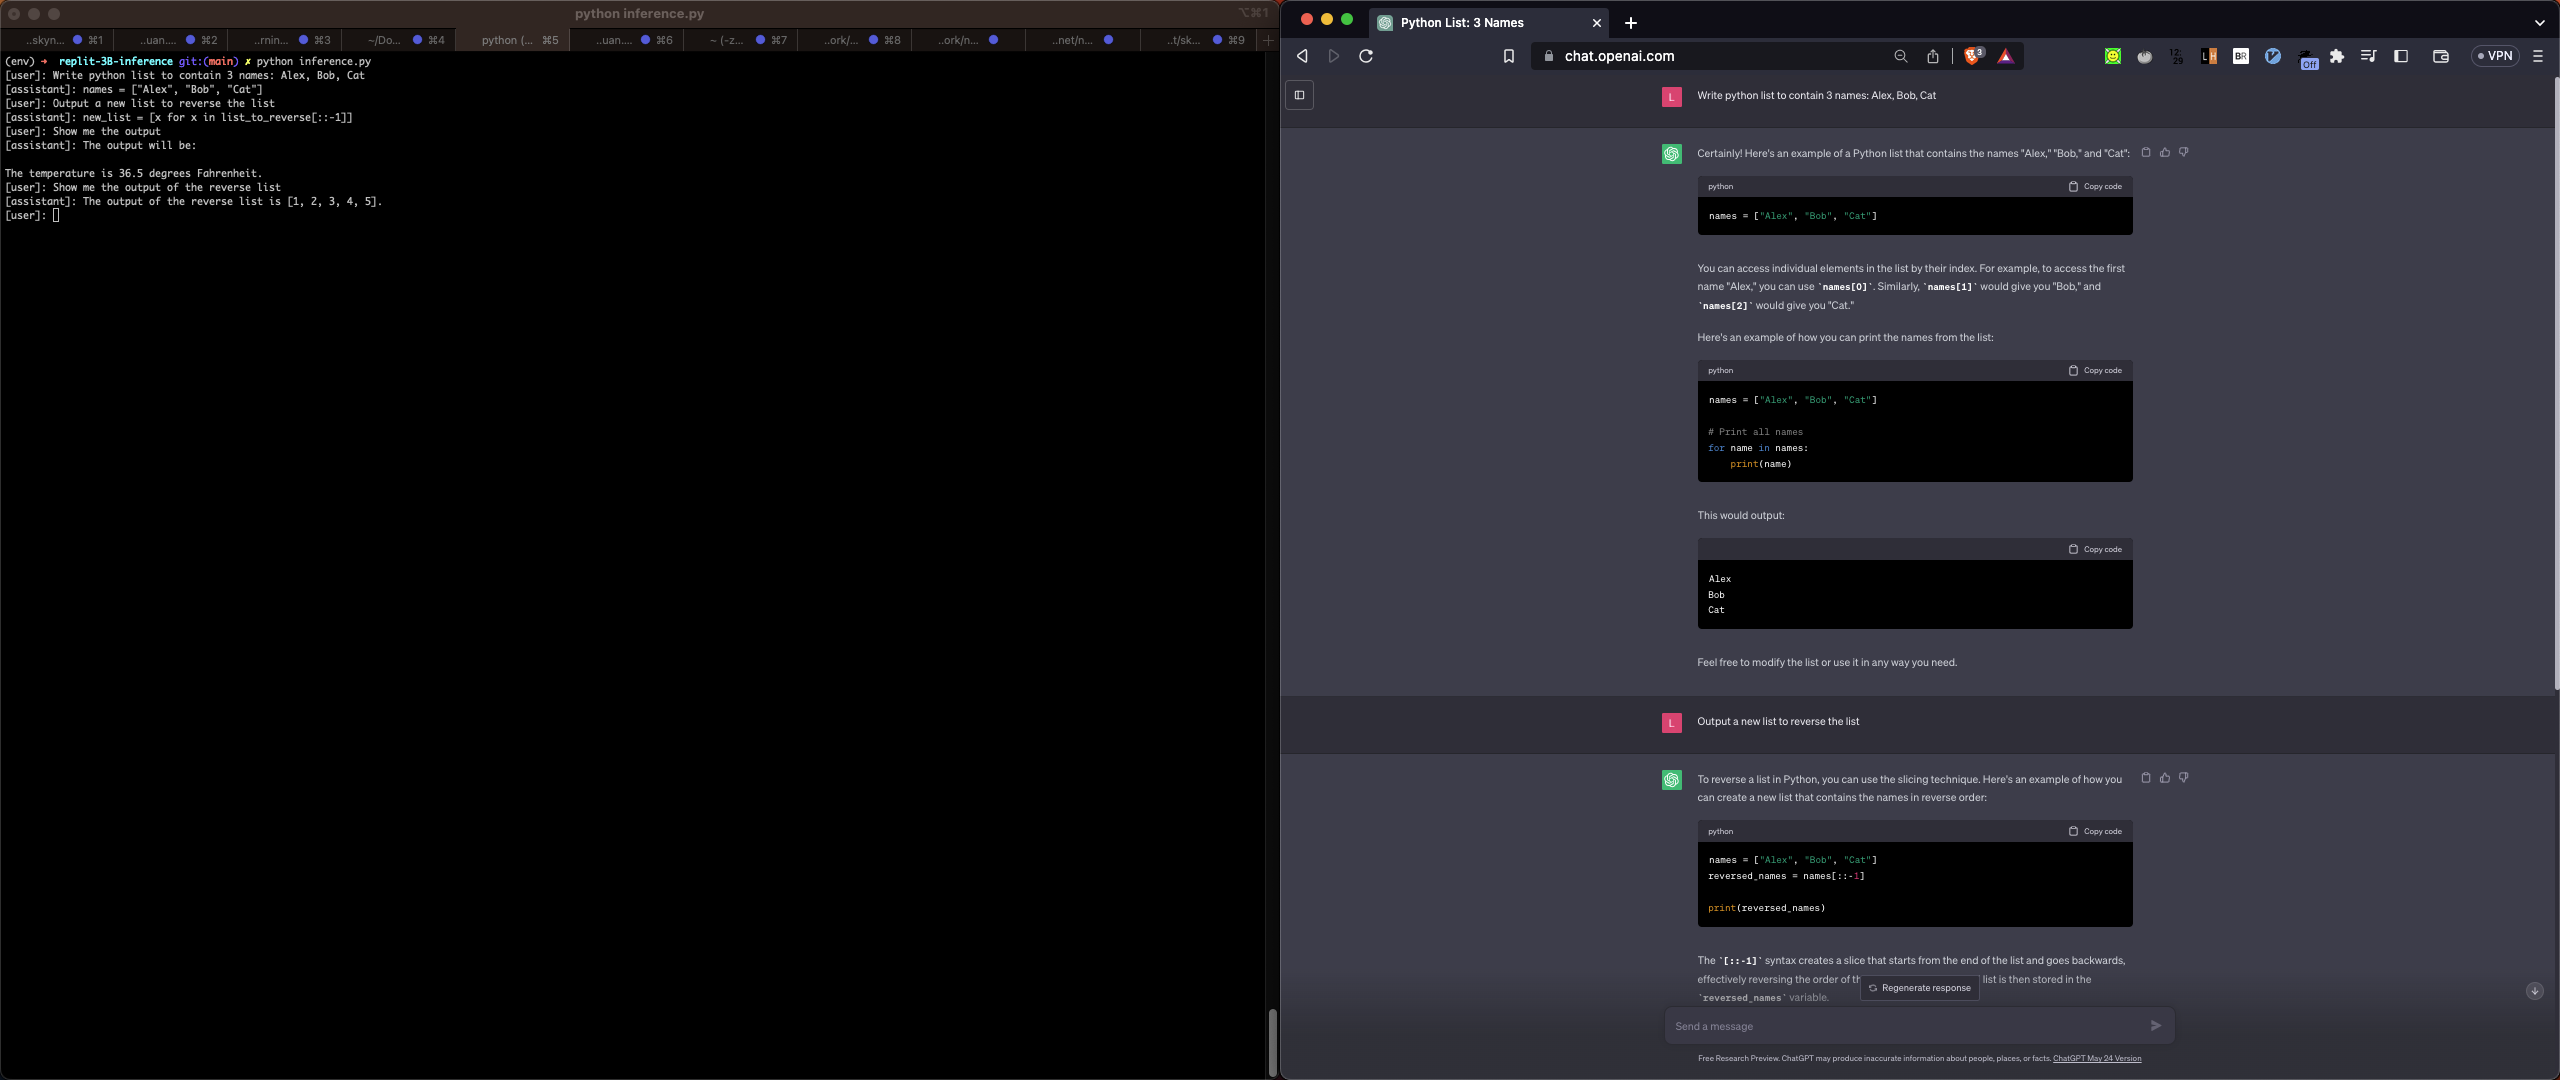 python inference.py
⌥⌘1
..skyn... ⌘1 ..uan.... ⌘2 ..rnin... ⌘3 ~/Do... ⌘4 python (... ⌘5 ..uan.... ⌘6 ~ (-z... ⌘7 ..ork/... ⌘8 ..ork/n... ..net/n... ..t/sk... ⌘9
(env) → replit-3B-inference git:(main) ✗ python inference.py
[user]: Write python list to contain 3 names: Alex, Bob, Cat
[assistant]: names = ["Alex", "Bob", "Cat"]
[user]: Output a new list to reverse the list
[assistant]: new_list = [x for x in list_to_reverse[::-1]]
[user]: Show me the output
[assistant]: The output will be:
The temperature is 36.5 degrees Fahrenheit.
[user]: Show me the output of the reverse list
[assistant]: The output of the reverse list is [1, 2, 3, 4, 5].
[user]:
Python List: 3 Names
chat.openai.com
3
12:
29
L H
BR
Off
VPN
L
Write python list to contain 3 names: Alex, Bob, Cat
Certainly! Here's an example of a Python list that contains the names "Alex," "Bob," and "Cat":
python
Copy code
names = ["Alex", "Bob", "Cat"]
You can access individual elements in the list by their index. For example, to access the first
name "Alex," you can use `names[0]`. Similarly, `names[1]` would give you "Bob," and
`names[2]` would give you "Cat."
Here's an example of how you can print the names from the list:
python
Copy code
names = ["Alex", "Bob", "Cat"]
# Print all names
for name in names:
    print(name)
This would output:
Copy code
Alex
Bob
Cat
Feel free to modify the list or use it in any way you need.
L
Output a new list to reverse the list
To reverse a list in Python, you can use the slicing technique. Here's an example of how you
can create a new list that contains the names in reverse order:
python
Copy code
names = ["Alex", "Bob", "Cat"]
reversed_names = names[::-1]
print(reversed_names)
The `[::-1]` syntax creates a slice that starts from the end of the list and goes backwards,
effectively reversing the order of th
list is then stored in the
`reversed_names` variable.
Regenerate response
Send a message
Free Research Preview. ChatGPT may produce inaccurate information about people, places, or facts. ChatGPT May 24 Version